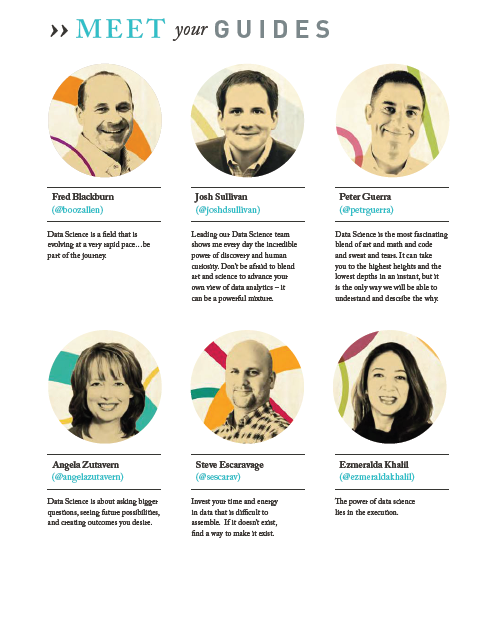 ›› MEET your GUIDES
Fred Blackburn
(@boozallen)
Data Science is a field that is
evolving at a very rapid pace…be
part of the journey.
Josh Sullivan
(@joshdsullivan)
Leading our Data Science team
shows me every day the incredible
power of discovery and human
curiosity. Don't be afraid to blend
art and science to advance your
own view of data analytics – it
can be a powerful mixture.
Peter Guerra
(@petrguerra)
Data Science is the most fascinating
blend of art and math and code
and sweat and tears. It can take
you to the highest heights and the
lowest depths in an instant, but it
is the only way we will be able to
understand and describe the why.
Angela Zutavern
(@angelazutavern)
Data Science is about asking bigger
questions, seeing future possibilities,
and creating outcomes you desire.
Steve Escaravage
(@sescarav)
Invest your time and energy
in data that is difficult to
assemble. If it doesn't exist,
find a way to make it exist.
Ezmeralda Khalil
(@ezmeraldakhalil)
The power of data science
lies in the execution.